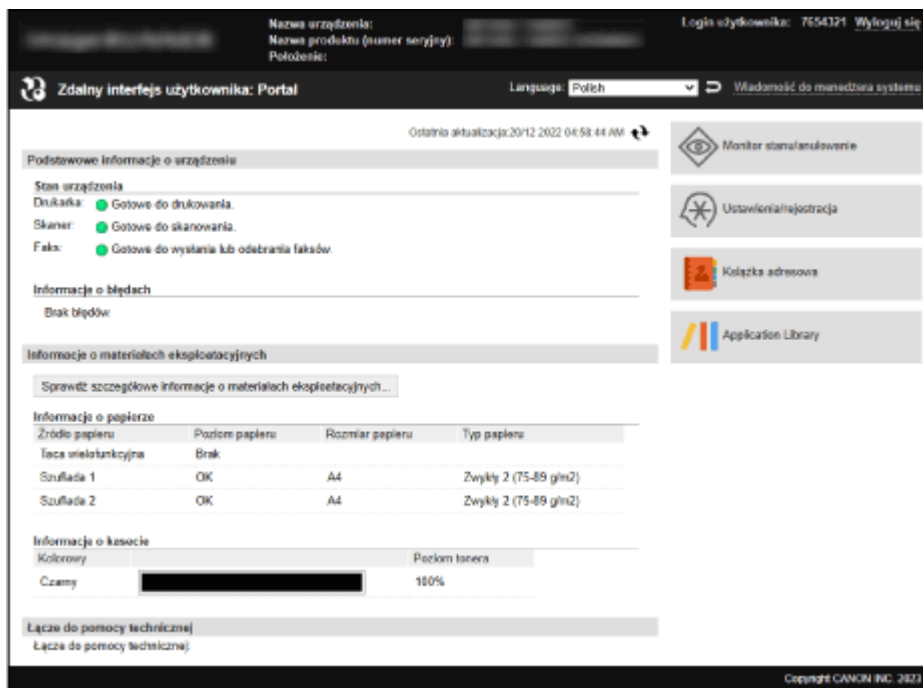 Nazwa urządzenia:
Nazwa produktu (numer seryjny):
Położenie:
Login użytkownika: 7654321 Wyloguj się
Zdalny interfejs użytkownika: Portal
Language: Polish
Wiadomość do menedżera systemu
Ostatnia aktualizacja:20/12 2022 04:58:44 AM
Podstawowe informacje o urządzeniu
Stan urządzenia
Drukarka: Gotowe do drukowania.
Skaner: Gotowe do skanowania.
Faks: Gotowe do wysłania lub odebrania faksów.
Informacje o błędach
Brak błędów.
Informacje o materiałach eksploatacyjnych
Sprawdź szczegółowe informacje o materiałach eksploatacyjnych...
Informacje o papierze
Źródło papieru Poziom papieru Rozmiar papieru Typ papieru
Taca wielofunkcyjna Brak
Szuflada 1 OK A4 Zwykły 2 (75-89 g/m2)
Szuflada 2 OK A4 Zwykły 2 (75-89 g/m2)
Informacje o kasecie
Kolorowy Poziom tonera
Czarny 100%
Łącze do pomocy technicznej
Łącze do pomocy technicznej:
Monitor stanu/anulowanie
Ustawienia/rejestracja
Książka adresowa
Application Library
Copyright CANON INC. 2023